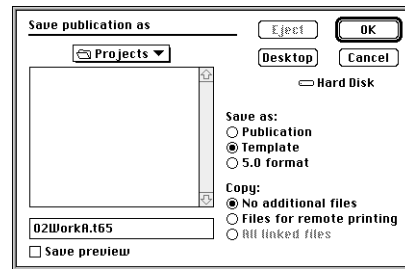 Save publication as
Eject
OK
Projects
Desktop
Cancel
Hard Disk
Save as:
Publication
Template
5.0 format
Copy:
No additional files
Files for remote printing
All linked files
02WorkA.t65
Save preview